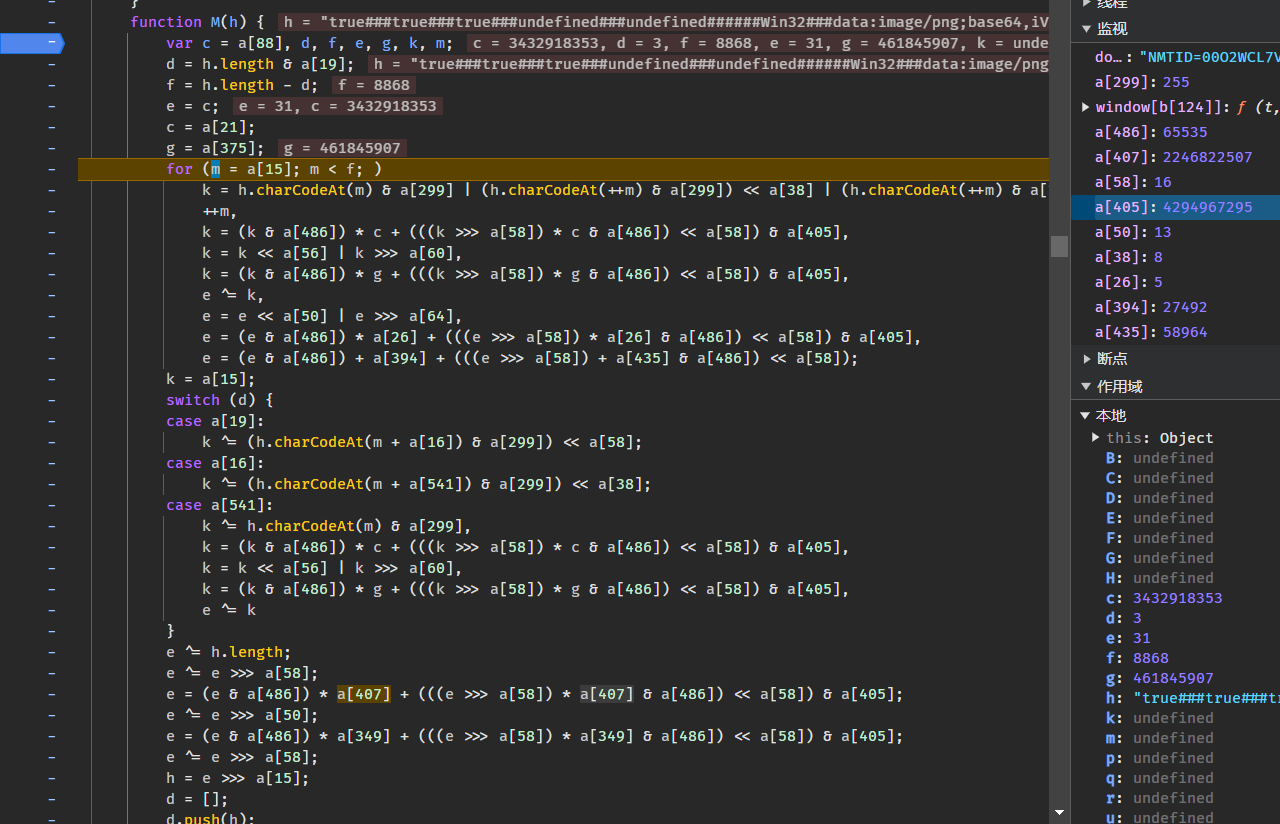 }
function M(h) { h = "true###true###true###undefined###undefined######Win32###data:image/png;base64,iV
var c = a[88], d, f, e, g, k, m; c = 3432918353, d = 3, f = 8868, e = 31, g = 461845907, k = unde
d = h.length & a[19]; h = "true###true###true###undefined###undefined######Win32###data:image/png
f = h.length - d; f = 8868
e = c; e = 31, c = 3432918353
c = a[21];
g = a[375]; g = 461845907
for (m = a[15]; m < f; )
k = h.charCodeAt(m) & a[299] | (h.charCodeAt(++m) & a[299]) << a[38] | (h.charCodeAt(++m) & a[
++m,
k = (k & a[486]) * c + (((k >>> a[58]) * c & a[486]) << a[58]) & a[405],
k = k << a[56] | k >>> a[60],
k = (k & a[486]) * g + (((k >>> a[58]) * g & a[486]) << a[58]) & a[405],
e ^= k,
e = e << a[50] | e >>> a[64],
e = (e & a[486]) * a[26] + (((e >>> a[58]) * a[26] & a[486]) << a[58]) & a[405],
e = (e & a[486]) + a[394] + (((e >>> a[58]) + a[435] & a[486]) << a[58]);
k = a[15];
switch (d) {
case a[19]:
k ^= (h.charCodeAt(m + a[16]) & a[299]) << a[58];
case a[16]:
k ^= (h.charCodeAt(m + a[541]) & a[299]) << a[38];
case a[541]:
k ^= h.charCodeAt(m) & a[299],
k = (k & a[486]) * c + (((k >>> a[58]) * c & a[486]) << a[58]) & a[405],
k = k << a[56] | k >>> a[60],
k = (k & a[486]) * g + (((k >>> a[58]) * g & a[486]) << a[58]) & a[405],
e ^= k
}
e ^= h.length;
e ^= e >>> a[58];
e = (e & a[486]) * a[407] + (((e >>> a[58]) * a[407] & a[486]) << a[58]) & a[405];
e ^= e >>> a[50];
e = (e & a[486]) * a[349] + (((e >>> a[58]) * a[349] & a[486]) << a[58]) & a[405];
e ^= e >>> a[58];
h = e >>> a[15];
d = [];
d.push(h);
线程
监视
do…: "NMTID=00O2WCL7V
a[299]: 255
window[b[124]]: ƒ (t,
a[486]: 65535
a[407]: 2246822507
a[58]: 16
a[405]: 4294967295
a[50]: 13
a[38]: 8
a[26]: 5
a[394]: 27492
a[435]: 58964
断点
作用域
本地
this: Object
B: undefined
C: undefined
D: undefined
E: undefined
F: undefined
G: undefined
H: undefined
c: 3432918353
d: 3
e: 31
f: 8868
g: 461845907
h: "true###true###t
k: undefined
m: undefined
p: undefined
q: undefined
r: undefined
u: undefined